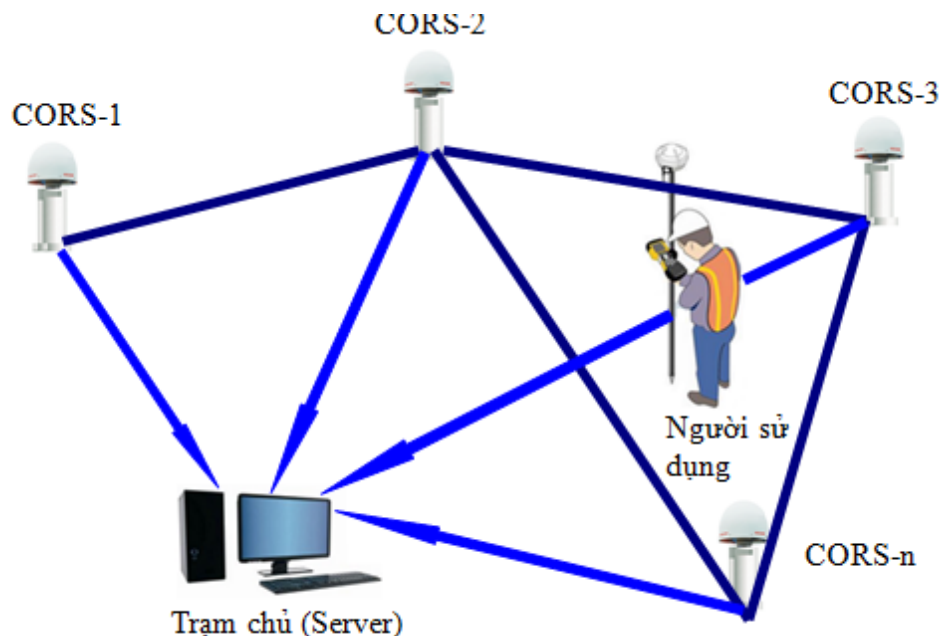 CORS-2
CORS-1
CORS-3
Người sử
dụng
CORS-n
Trạm chủ (Server)